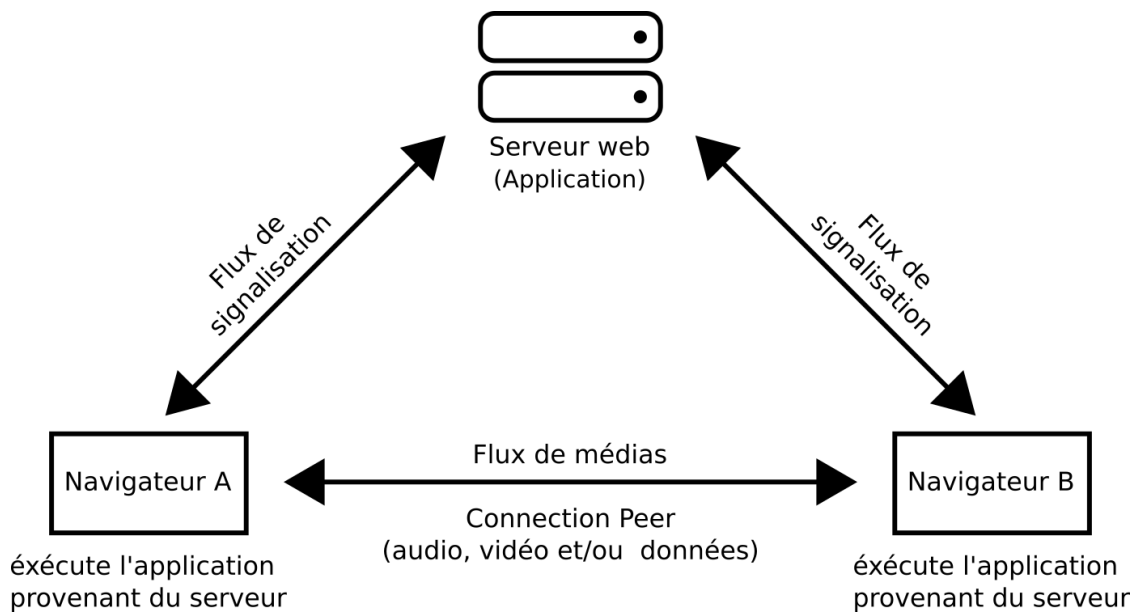 Serveur web
(Application)
Flux de
signalisation
Flux de
signalisation
Navigateur A
Flux de médias
Navigateur B
Connection Peer
(audio, vidéo et/ou  données)
éxécute l'application
provenant du serveur
éxécute l'application
provenant du serveur